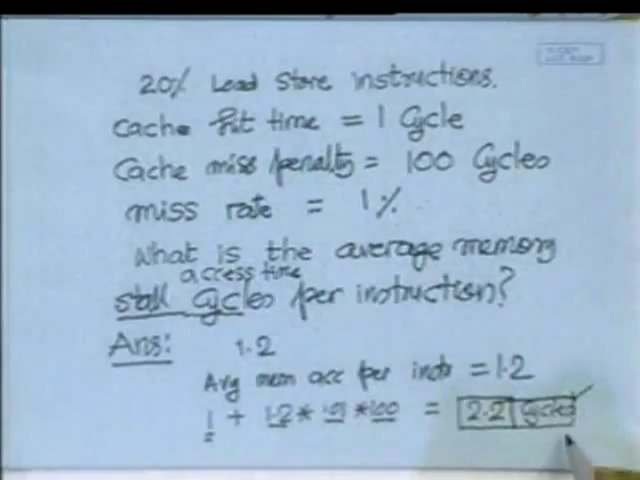 20% Load Store instructions.
Cache hit time = 1 Cycle
Cache miss penalty = 100 Cycles
miss rate = 1%
What is the average memory
access time
stall Cycles per instruction?
Ans: 1.2
Avg mem acc per instr = 1.2
1 + 1.2 * .01 * 100 = 2.2 Cycles